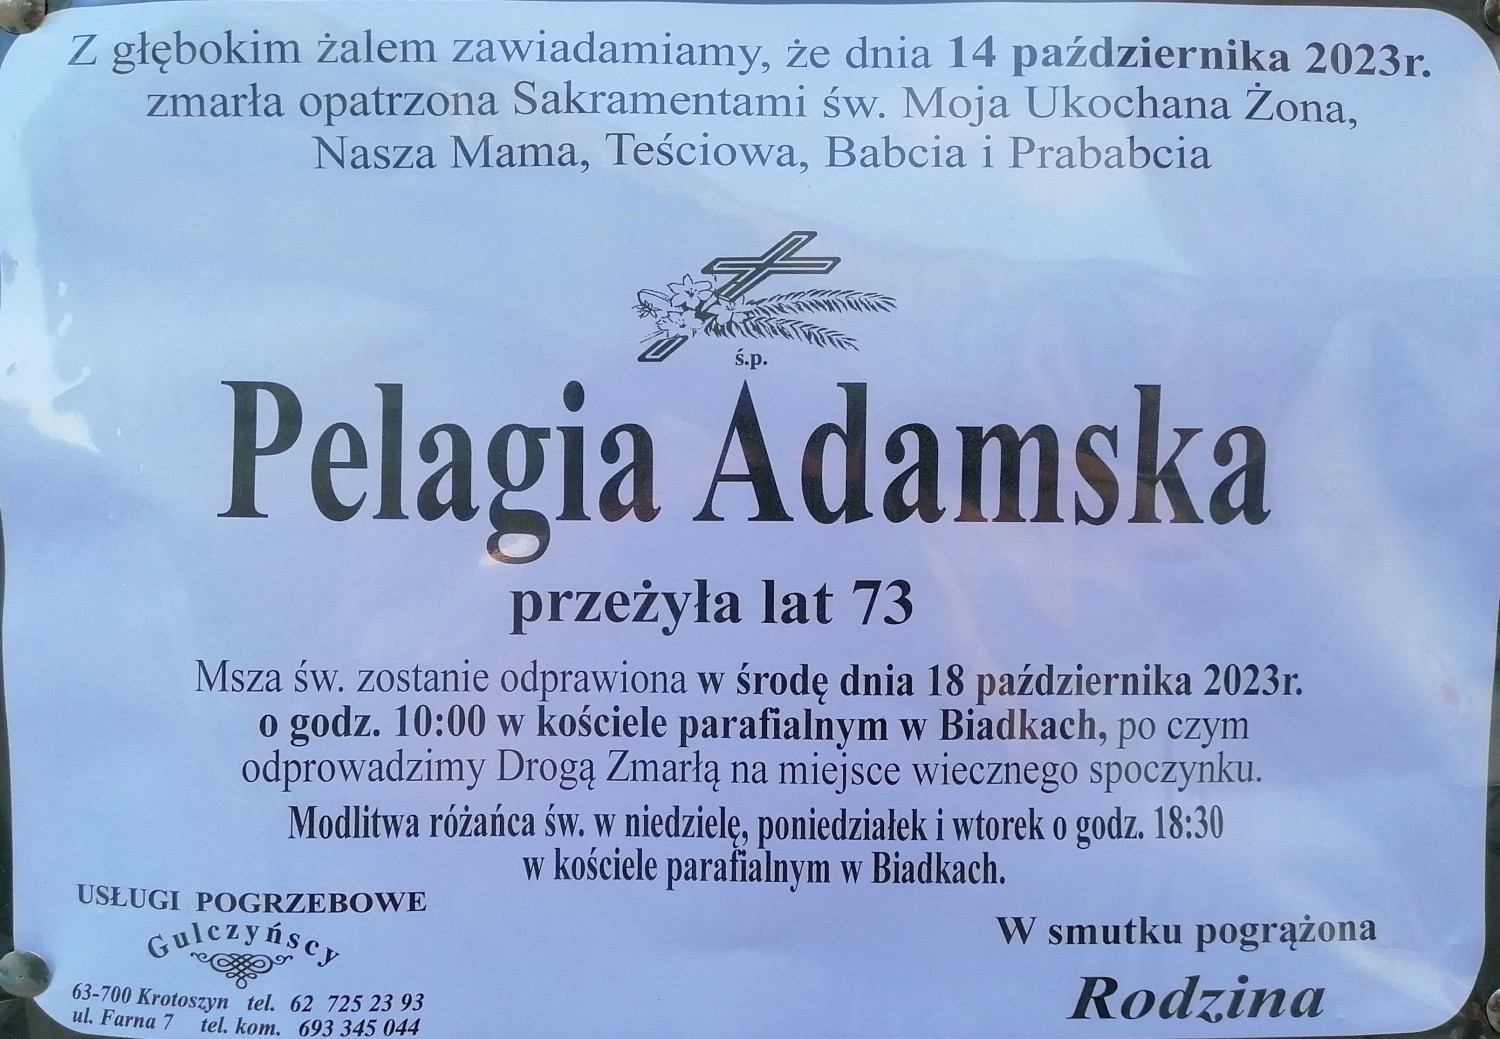 Z głębokim żalem zawiadamiamy, że dnia 14 października 2023r.
zmarła opatrzona Sakramentami św. Moja Ukochana Żona,
Nasza Mama, Teściowa, Babcia i Prababcia
ś.p.
Pelagia Adamska
przeżyła lat 73
Msza św. zostanie odprawiona w środę dnia 18 października 2023r.
o godz. 10:00 w kościele parafialnym w Biadkach, po czym
odprowadzimy Drogą Zmarłą na miejsce wiecznego spoczynku.
Modlitwa różańca św. w niedzielę, poniedziałek i wtorek o godz. 18:30
w kościele parafialnym w Biadkach.
USŁUGI POGRZEBOWE
Gulczyńscy
63-700 Krotoszyn tel. 62 725 23 93
ul. Farna 7 tel. kom. 693 345 044
W smutku pogrążona
Rodzina